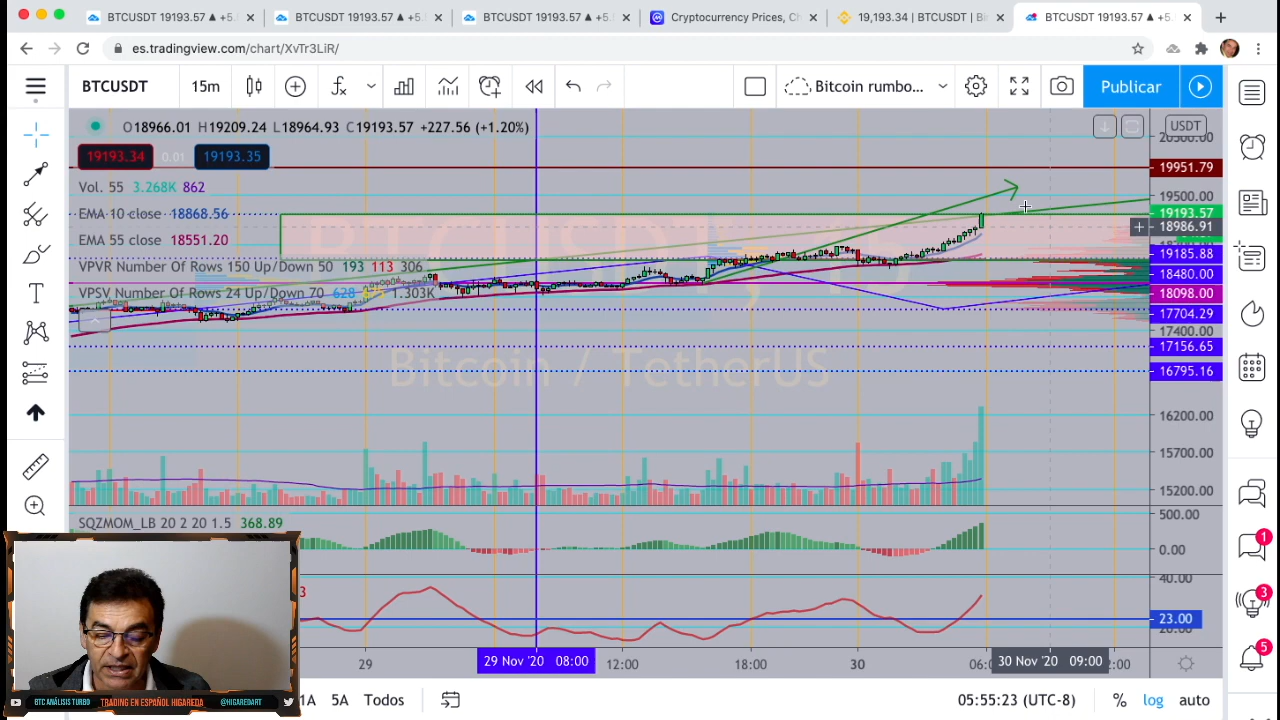 BTCUSDT 19193.57 ▲ +5.
BTCUSDT 19193.57 ▲ +5.
BTCUSDT 19193.57 ▲ +5.
Cryptocurrency Prices, Ch
19,193.34 | BTCUSDT | Bi
BTCUSDT 19193.57 ▲ +5.
es.tradingview.com/chart/XvTr3LiR/
BTCUSDT 15m Bitcoin rumbo... Publicar
O18966.01 H19209.24 L18964.93 C19193.57 +227.56 (+1.20%)
USDT
20500.00
19193.34 0.01 19193.35
19951.79
Vol. 55 3.268K 862
19500.00
EMA 10 close 18868.56
19193.57
18986.91
EMA 55 close 18551.20
19185.88
VPVR Number Of Rows 150 Up/Down 50 193 113 306
18480.00
VPSV Number Of Rows 24 Up/Down 70 628 1.303K
18098.00
17704.29
17400.00
17156.65
Bitcoin / TetherUS
16795.16
16200.00
15700.00
15200.00
SQZMOM_LB 20 2 20 1.5 368.89
500.00
0.00
40.00
3
23.00
29
29 Nov '20 08:00
12:00
18:00
30
30 Nov '20 09:00
5A Todos
05:55:23 (UTC-8)
% log auto
1
3
5
BTC ANÁLISIS TURBO TRADING EN ESPAÑOL HIGAREDA @HIGAREDART